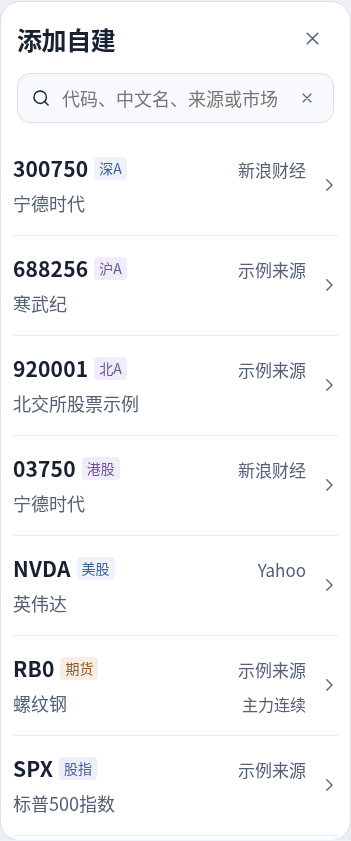 添加自建
代码、中文名、来源或市场
300750 深A 新浪财经
宁德时代
688256 沪A 示例来源
寒武纪
920001 北A 示例来源
北交所股票示例
03750 港股 新浪财经
宁德时代
NVDA 美股 Yahoo
英伟达
RB0 期货 示例来源
螺纹钢 主力连续
SPX 股指 示例来源
标普500指数